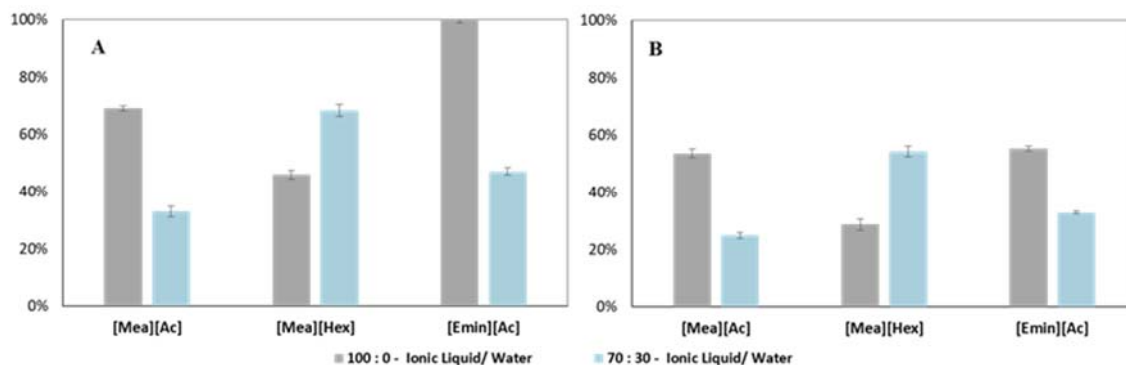 A
100%
80%
60%
40%
20%
0%
[Mea][Ac] [Mea][Hex] [Emin][Ac]
B
100%
80%
60%
40%
20%
0%
[Mea][Ac] [Mea][Hex] [Emin][Ac]
100 : 0 - Ionic Liquid/ Water 70 : 30 - Ionic Liquid/ Water